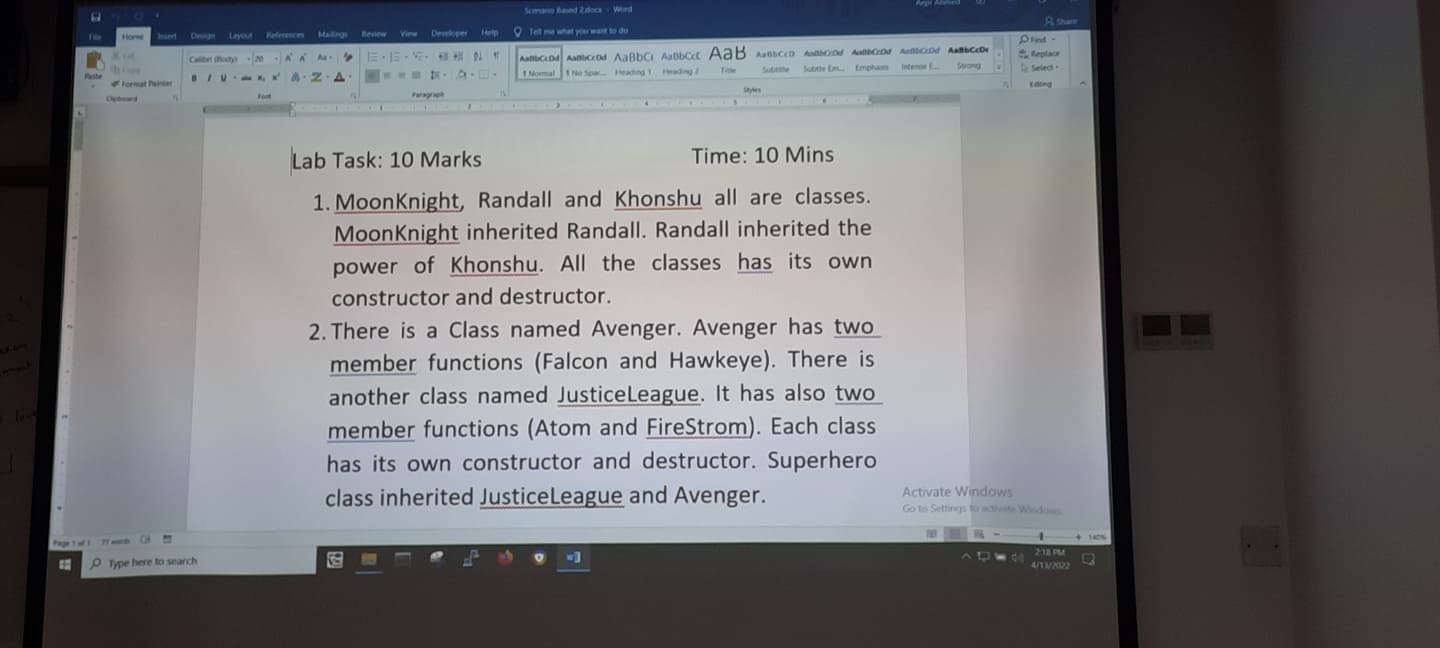 Scenario Based 2.docx - Word
File Home Insert Design Layout References Mailings Review View Developer Help Tell me what you want to do
Share
Paste
Format Painter
Clipboard
Calibri (Body) 20
Font
Paragraph
AaBbCcDd AaBbCcDd AaBbCc AaBbCcC AaB AaBbCcD AaBbCcDd AaBbCcDd AaBbCcDd AaBbCcDc
1 Normal 1 No Spac... Heading 1 Heading 2 Title Subtitle Subtle Em... Emphasis Intense E... Strong
Styles
Find
Replace
Select
Editing
Lab Task: 10 Marks Time: 10 Mins
1. MoonKnight, Randall and Khonshu all are classes.
MoonKnight inherited Randall. Randall inherited the
power of Khonshu. All the classes has its own
constructor and destructor.
2. There is a Class named Avenger. Avenger has two
member functions (Falcon and Hawkeye). There is
another class named JusticeLeague. It has also two
member functions (Atom and FireStrom). Each class
has its own constructor and destructor. Superhero
class inherited JusticeLeague and Avenger.
Activate Windows
Go to Settings to activate Windows.
Page 1 of 1 77 words
140%
Type here to search
2:18 PM
4/13/2022